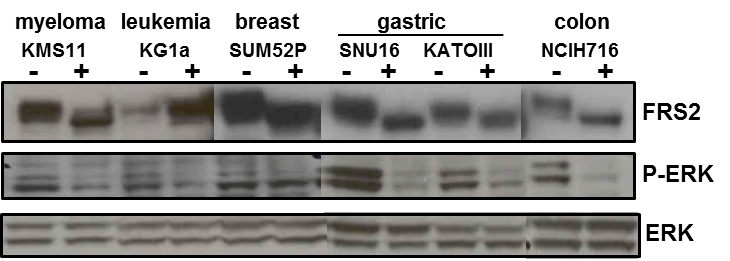 myeloma leukemia breast gastric colon
KMS11 KG1a SUM52P SNU16 KATOIII NCIH716
- + - + - + - + - + - +
FRS2
P-ERK
ERK